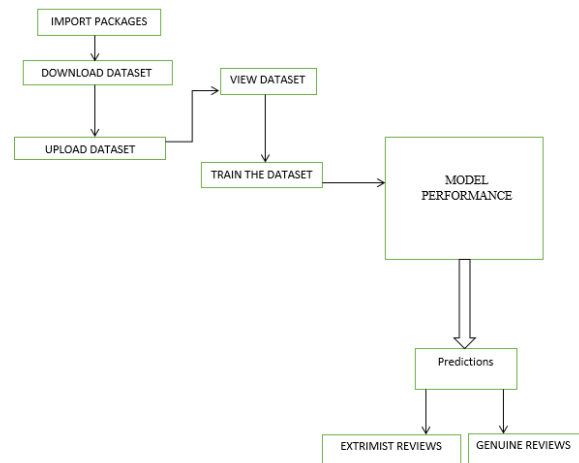 IMPORT PACKAGES
DOWNLOAD DATASET
UPLOAD DATASET
VIEW DATASET
TRAIN THE DATASET
MODEL
PERFORMANCE
Predictions
EXTRIMIST REVIEWS
GENUINE REVIEWS